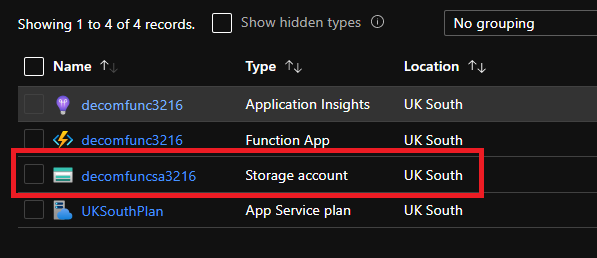 Showing 1 to 4 of 4 records. Show hidden types No grouping
Name Type Location
decomfunc3216 Application Insights UK South
decomfunc3216 Function App UK South
decomfuncsa3216 Storage account UK South
UKSouthPlan App Service plan UK South